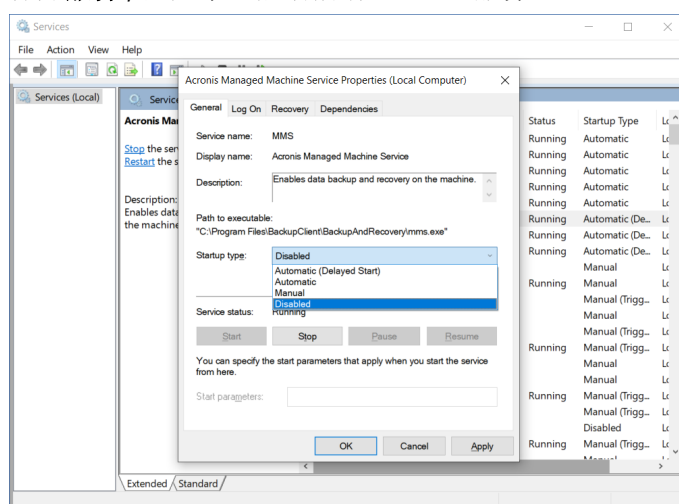 Services
File Action View Help
Acronis Managed Machine Service Properties (Local Computer)
Services (Local)
General Log On Recovery Dependencies
Service name: MMS
Display name: Acronis Managed Machine Service
Description: Enables data backup and recovery on the machine.
Path to executable:
"C:\Program Files\BackupClient\BackupAndRecovery\mms.exe"
Startup type: Disabled
Automatic (Delayed Start)
Automatic
Manual
Disabled
Service status: Running
Start Stop Pause Resume
You can specify the start parameters that apply when you start the service
from here.
Start parameters:
OK Cancel Apply
Acronis Ma
Stop the ser
Restart the s
Description:
Enables data
the machine
Status Startup Type
Running Automatic
Running Automatic
Running Automatic
Running Automatic
Running Automatic
Running Automatic (De...
Running Automatic (De...
Running Automatic (De...
Manual
Running Manual
Manual (Trigg...
Manual
Manual (Trigg...
Running Manual (Trigg...
Manual
Manual
Running Manual (Trigg...
Manual (Trigg...
Disabled
Running Manual (Trigg...
Extended Standard